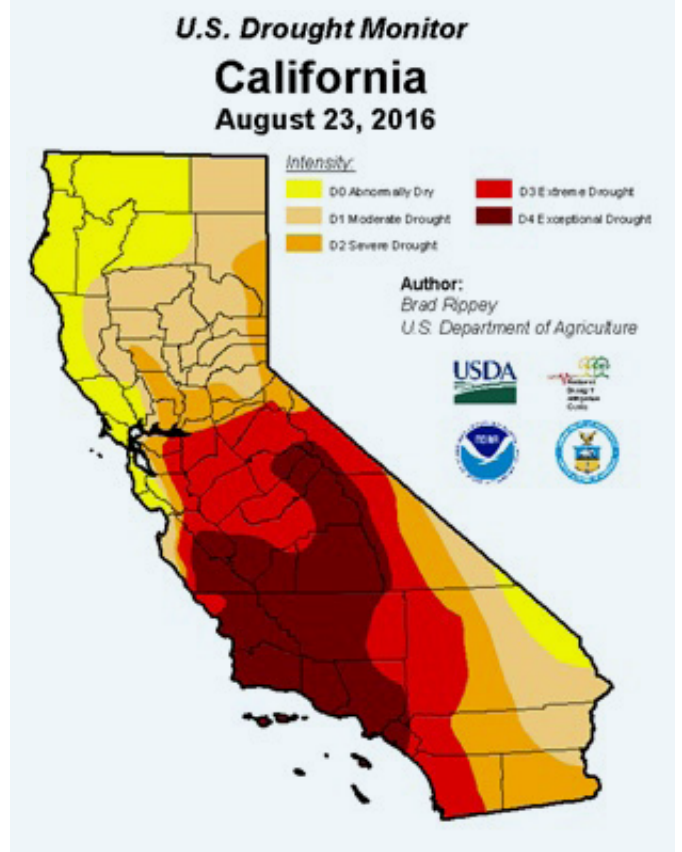 U.S. Drought Monitor
California
August 23, 2016
Intensity:
D0 Abnormally Dry
D1 Moderate Drought
D2 Severe Drought
D3 Extreme Drought
D4 Exceptional Drought
Author:
Brad Rippey
U.S. Department of Agriculture
USDA
NOAA